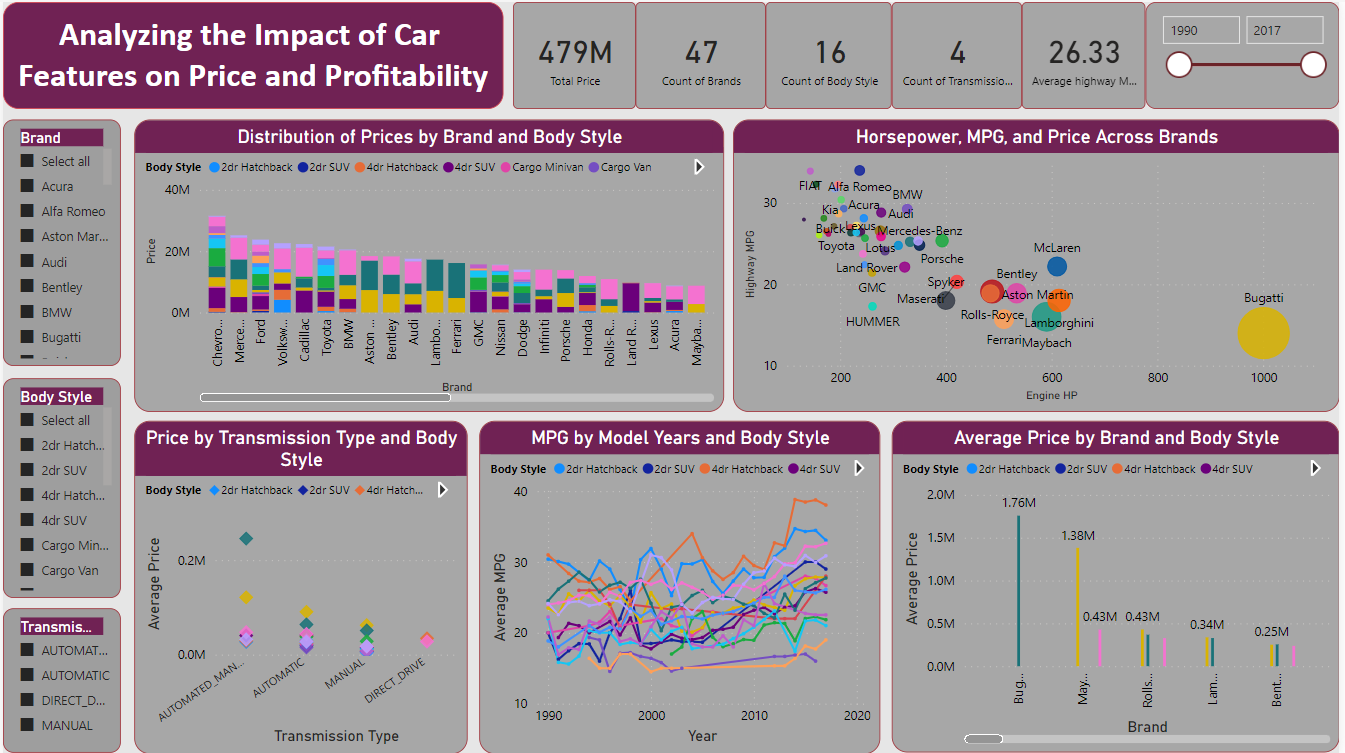 Analyzing the Impact of Car
Features on Price and Profitability
479M
Total Price
47
Count of Brands
16
Count of Body Style
4
Count of Transmissio...
26.33
Average highway M...
1990
2017
Brand
Select all
Acura
Alfa Romeo
Aston Mar...
Audi
Bentley
BMW
Bugatti
Body Style
Select all
2dr Hatch...
2dr SUV
4dr Hatch...
4dr SUV
Cargo Min...
Cargo Van
Transmis...
AUTOMAT...
AUTOMATIC
DIRECT_D...
MANUAL
Distribution of Prices by Brand and Body Style
Body Style 2dr Hatchback 2dr SUV 4dr Hatchback 4dr SUV Cargo Minivan Cargo Van
40M
20M
0M
Price
Chevro...
Merce...
Ford
Volksw...
Cadillac
Toyota
BMW
Aston ...
Bentley
Audi
Lambo...
Ferrari
GMC
Nissan
Dodge
Infiniti
Porsche
Honda
Rolls-R...
Land R...
Lexus
Acura
Mayba...
Brand
Horsepower, MPG, and Price Across Brands
Highway MPG
30
20
10
FIAT
Alfa Romeo
BMW
Kia
Acura
Audi
Buick
Lexus
Mercedes-Benz
Toyota
Lotus
Porsche
McLaren
Land Rover
GMC
Spyker
Bentley
Maserati
Aston Martin
Bugatti
HUMMER
Rolls-Royce
Lamborghini
Ferrari
Maybach
200
400
600
800
1000
Engine HP
Price by Transmission Type and Body
Style
Body Style 2dr Hatchback 2dr SUV 4dr Hatch...
Average Price
0.2M
0.0M
AUTOMATED_MAN...
AUTOMATIC
MANUAL
DIRECT_DRIVE
Transmission Type
MPG by Model Years and Body Style
Body Style 2dr Hatchback 2dr SUV 4dr Hatchback 4dr SUV
Average MPG
40
30
20
10
1990
2000
2010
2020
Year
Average Price by Brand and Body Style
Body Style 2dr Hatchback 2dr SUV 4dr Hatchback 4dr SUV
Average Price
2.0M
1.5M
1.0M
0.5M
0.0M
1.76M
1.38M
0.43M
0.43M
0.34M
0.25M
Bug...
May...
Rolls...
Lam...
Bent...
Brand